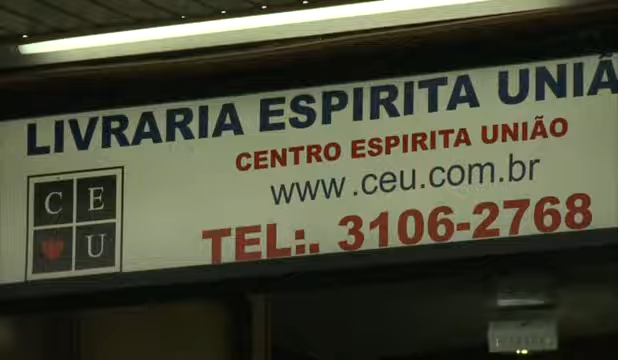 LIVRARIA ESPIRITA UNIÃ
CENTRO ESPIRITA UNIÃO
www.ceu.com.br
TEL:. 3106-2768
C E
U